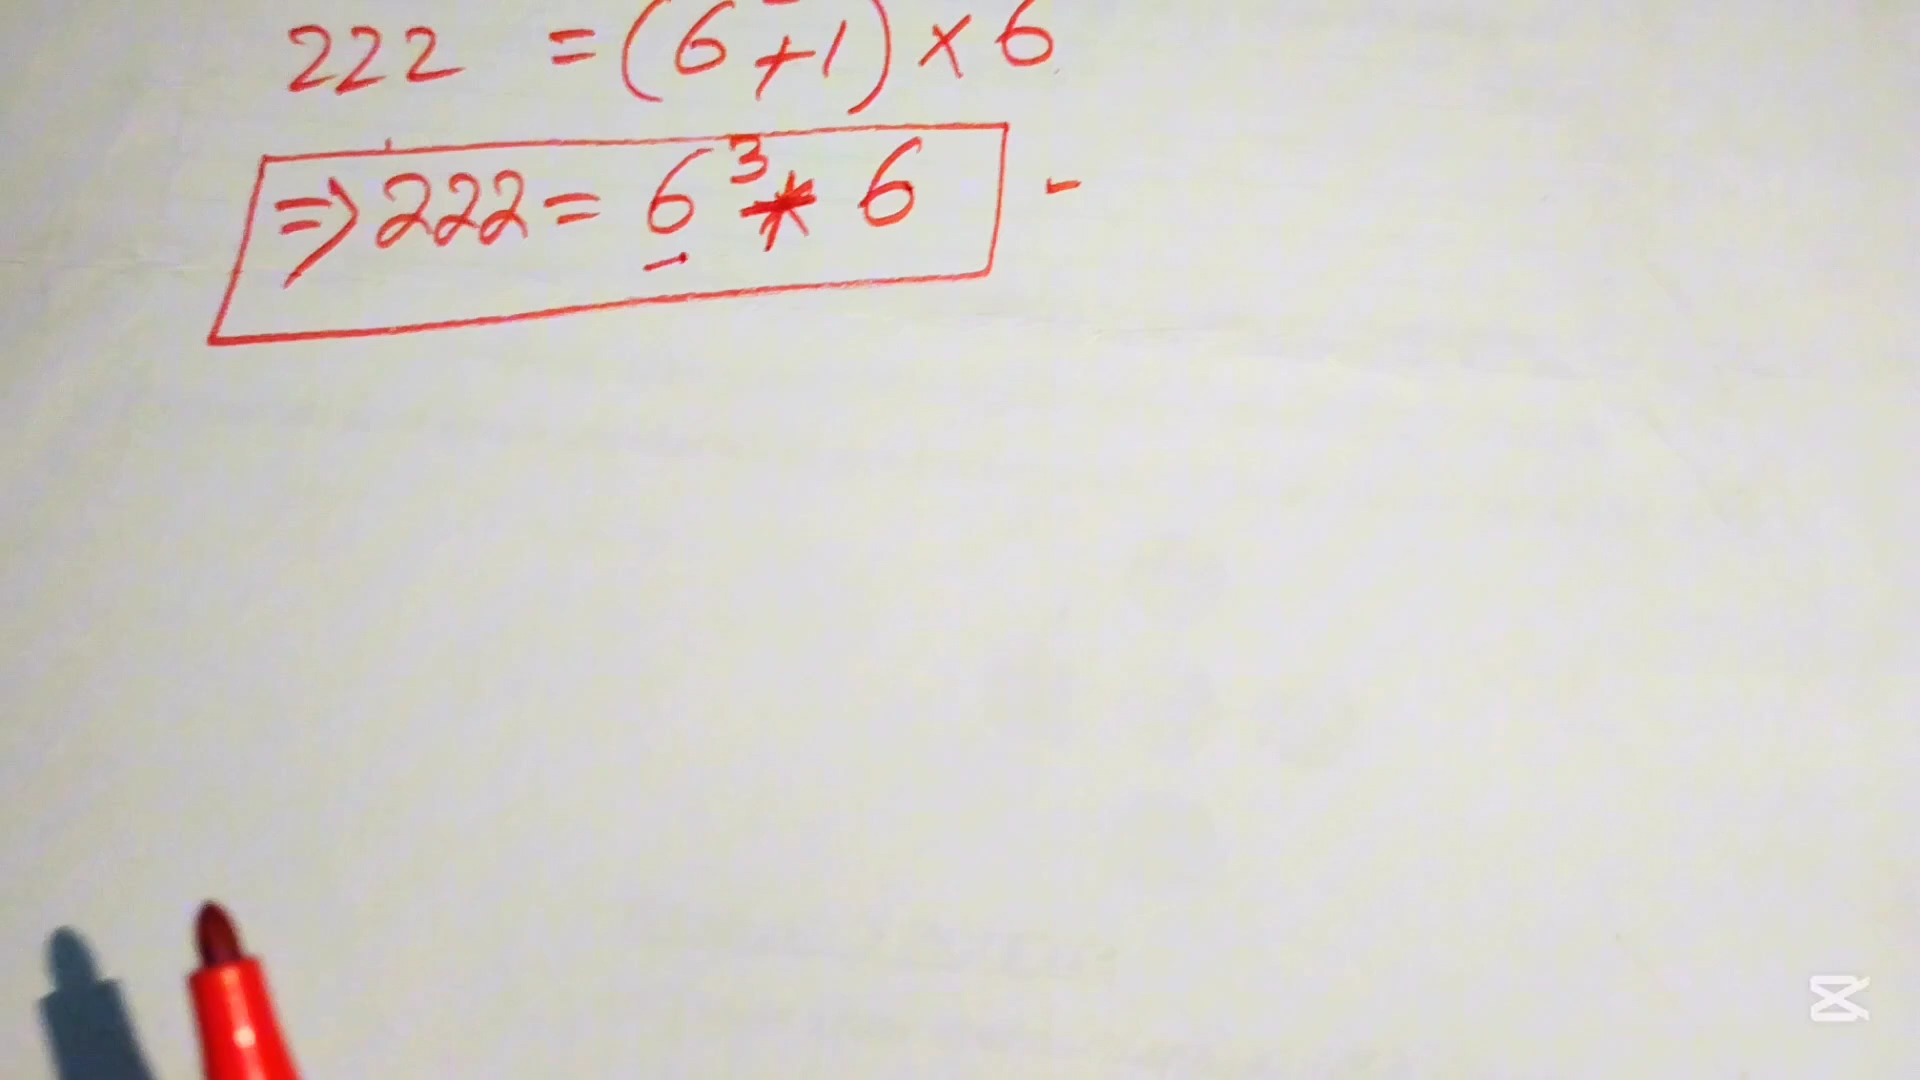 222 = (6 + 1) × 6
⇒ 222 = 6³ * 6 -